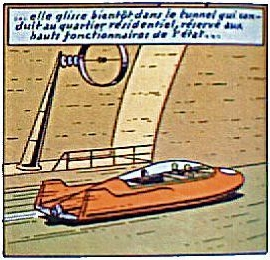 ... elle glisse bientôt dans le tunnel qui con-
duit au quartier résidentiel, réservé aux
hauts fonctionnaires de l'état...